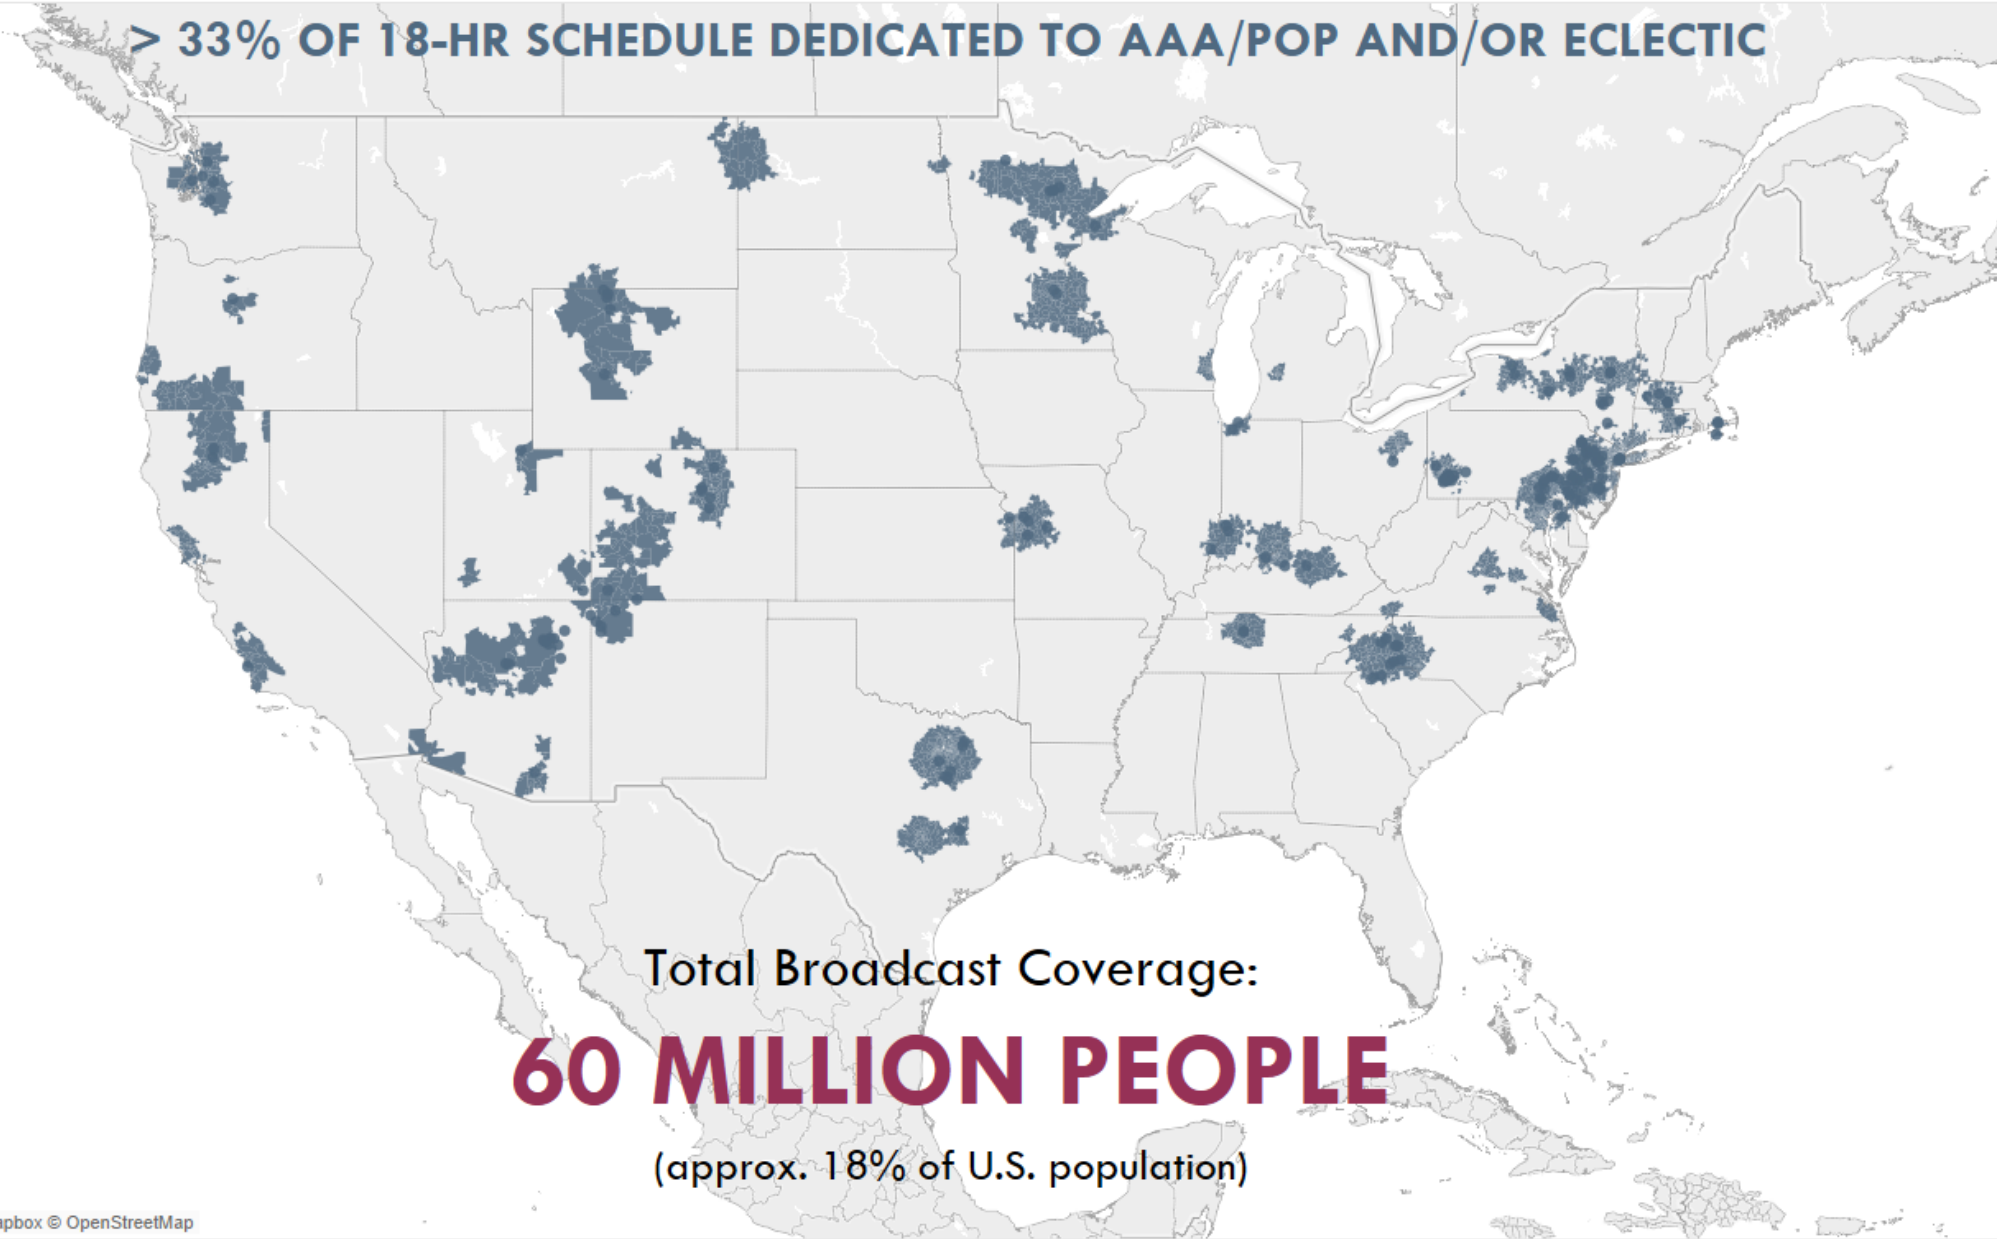 > 33% OF 18-HR SCHEDULE DEDICATED TO AAA/POP AND/OR ECLECTIC
Total Broadcast Coverage:
60 MILLION PEOPLE
(approx. 18% of U.S. population)
© OpenStreetMap